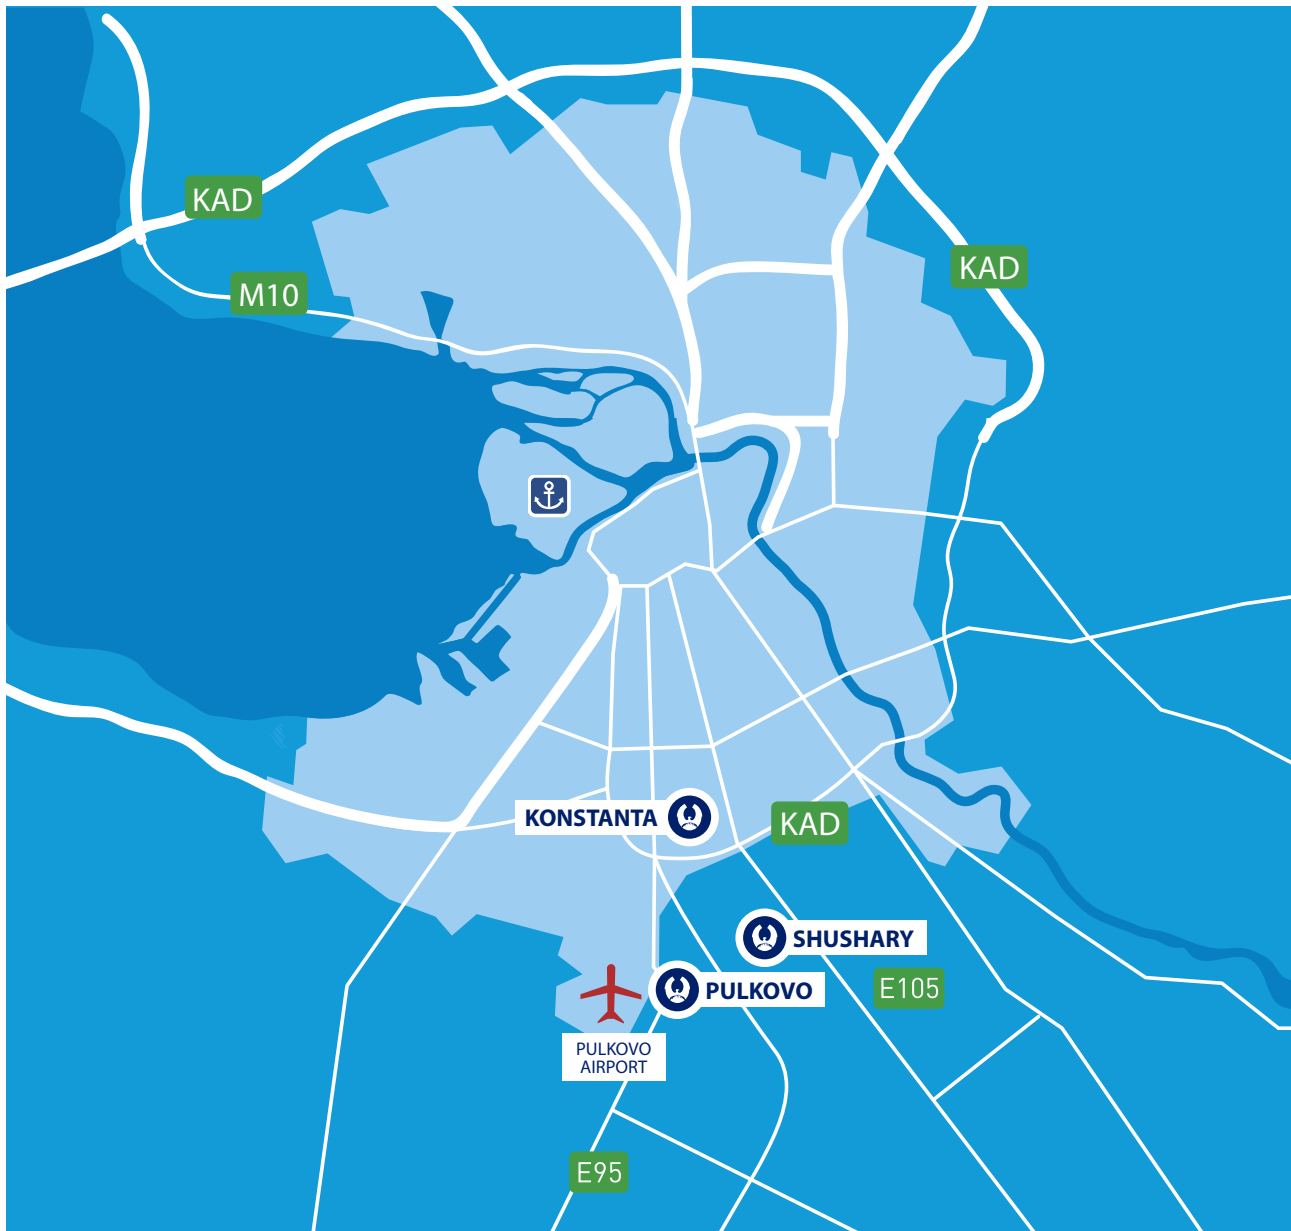 KAD
KAD
M10
KONSTANTA
KAD
SHUSHARY
PULKOVO
E105
PULKOVO
AIRPORT
E95